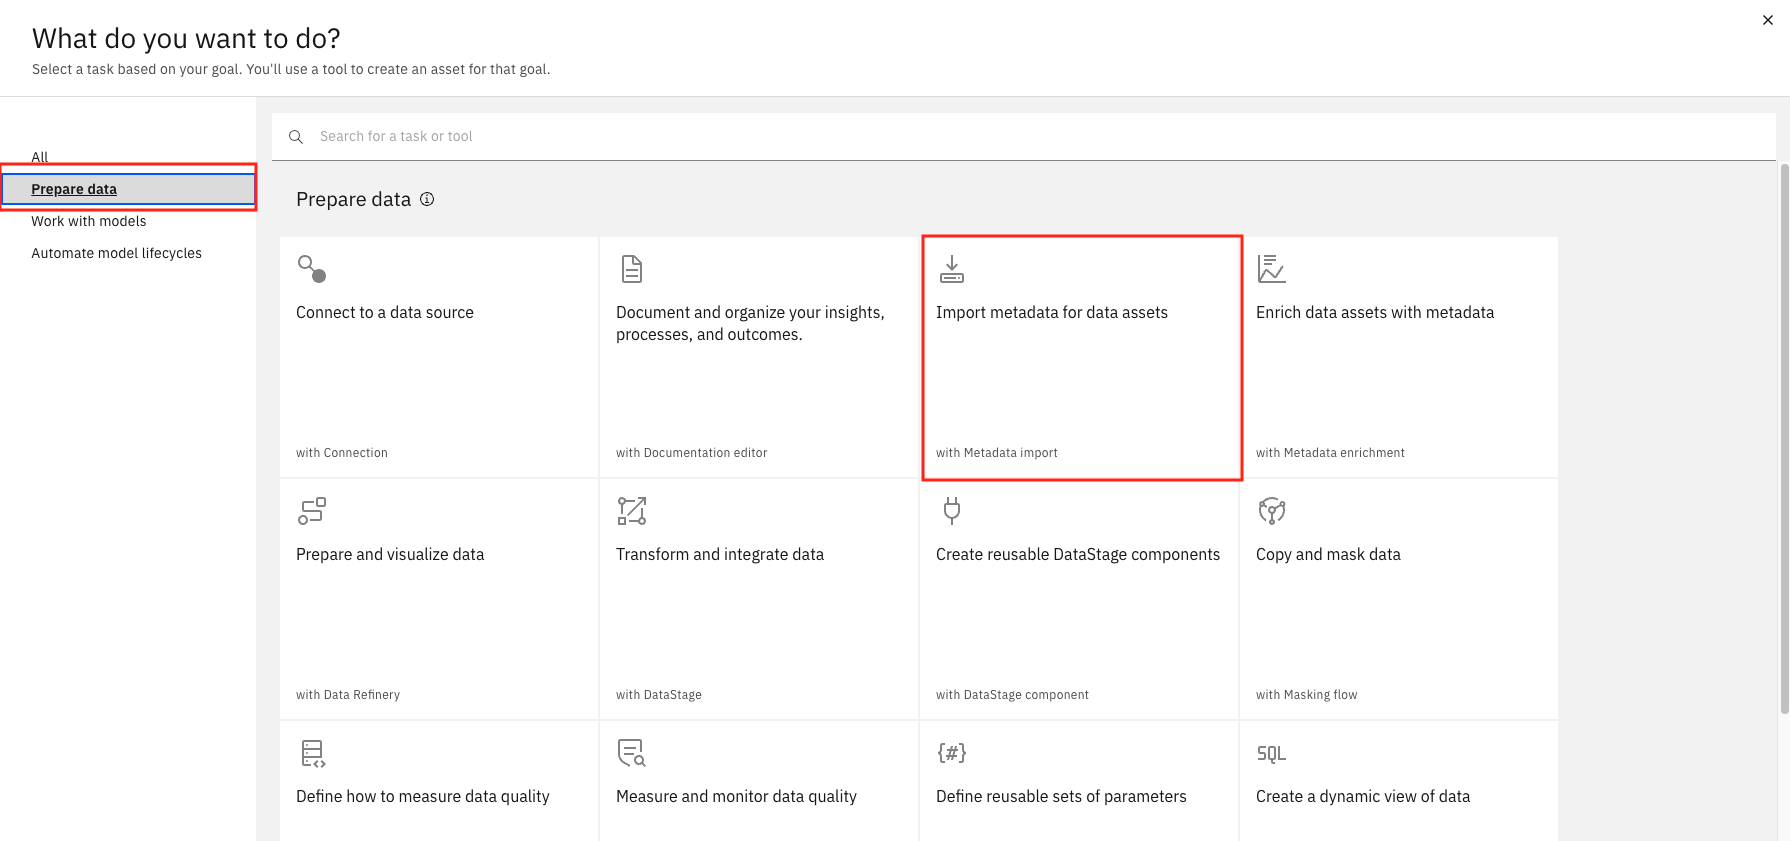 What do you want to do?
Select a task based on your goal. You'll use a tool to create an asset for that goal.
All
Prepare data
Work with models
Automate model lifecycles
Search for a task or tool
Prepare data
Connect to a data source
with Connection
Document and organize your insights,
processes, and outcomes.
with Documentation editor
Import metadata for data assets
with Metadata import
Enrich data assets with metadata
with Metadata enrichment
Prepare and visualize data
with Data Refinery
Transform and integrate data
with DataStage
Create reusable DataStage components
with DataStage component
Copy and mask data
with Masking flow
Define how to measure data quality
Measure and monitor data quality
{#}
Define reusable sets of parameters
SQL
Create a dynamic view of data